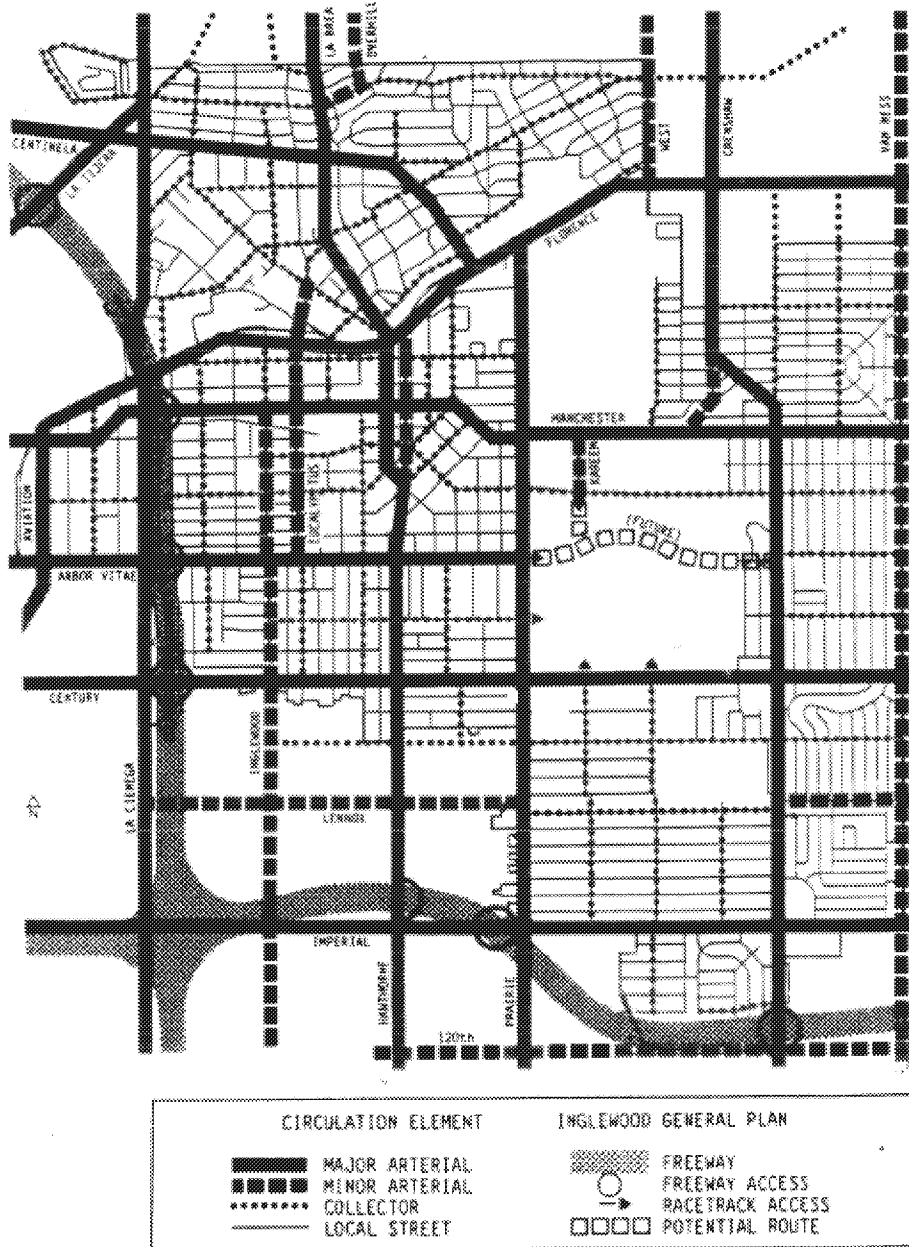 LA BREA
OVERHILL
CENTINELA
LA TIJERA
WEST
CRENSHAW
VAN NESS
FLORENCE
MANCHESTER
KAREEM
AVIATION
EUCALYPTUS
(FUTURE)
ARBOR VITAE
CENTURY
INGLEWOOD
LA CIENEGA
N
LENNOX
IMPERIAL
HAWTHORNE
PRAIRIE
120th
CIRCULATION ELEMENT
INGLEWOOD GENERAL PLAN
MAJOR ARTERIAL
MINOR ARTERIAL
COLLECTOR
LOCAL STREET
FREEWAY
FREEWAY ACCESS
RACETRACK ACCESS
POTENTIAL ROUTE